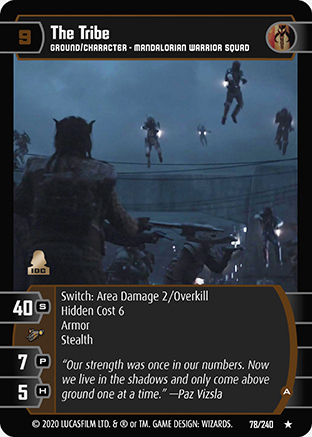 9
The Tribe
GROUND/CHARACTER - MANDALORIAN WARRIOR SQUAD
IDC
40 S
Switch: Area Damage 2/Overkill
Hidden Cost 6
Armor
Stealth
7 P
5 H
“Our strength was once in our numbers. Now
we live in the shadows and only come above
ground one at a time.” —Paz Vizsla
A
© 2020 LUCASFILM LTD. & ® or TM. GAME DESIGN: WIZARDS.
78/240 ★